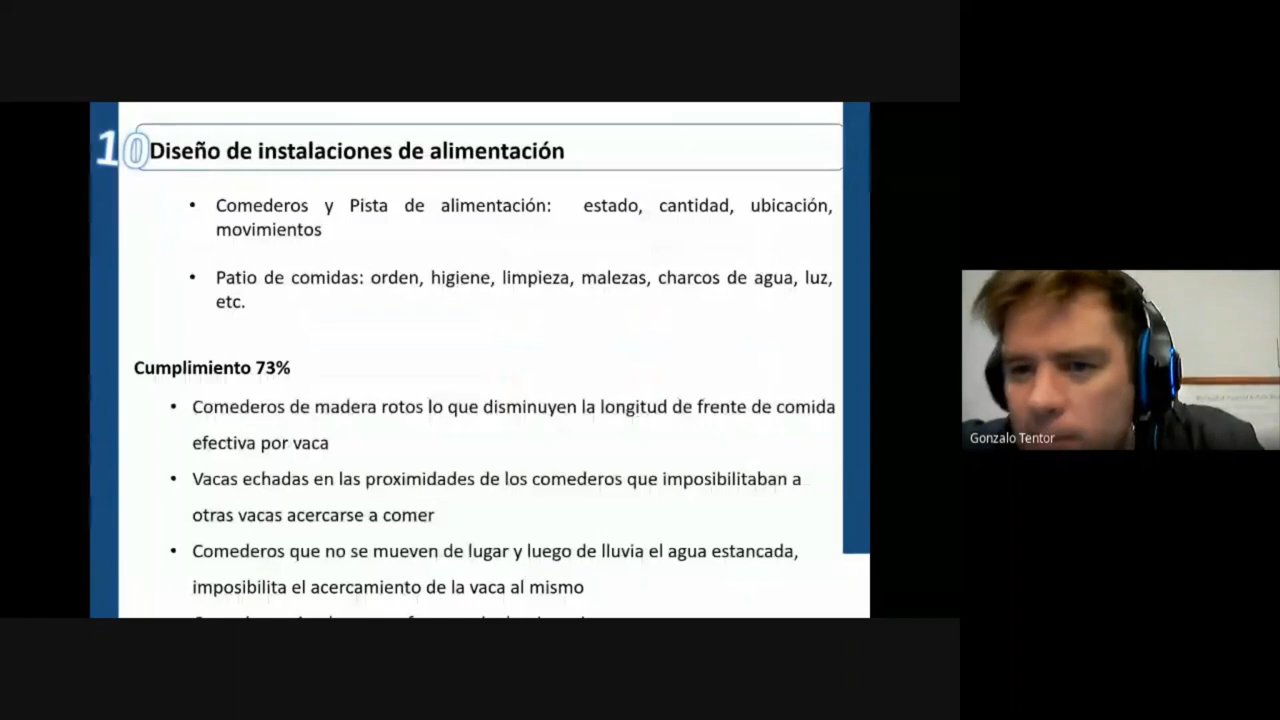 10 Diseño de instalaciones de alimentación
• Comederos y Pista de alimentación: estado, cantidad, ubicación,
movimientos
• Patio de comidas: orden, higiene, limpieza, malezas, charcos de agua, luz,
etc.
Cumplimiento 73%
• Comederos de madera rotos lo que disminuyen la longitud de frente de comida
efectiva por vaca
• Vacas echadas en las proximidades de los comederos que imposibilitaban a
otras vacas acercarse a comer
• Comederos que no se mueven de lugar y luego de lluvia el agua estancada,
imposibilita el acercamiento de la vaca al mismo
Gonzalo Tentor